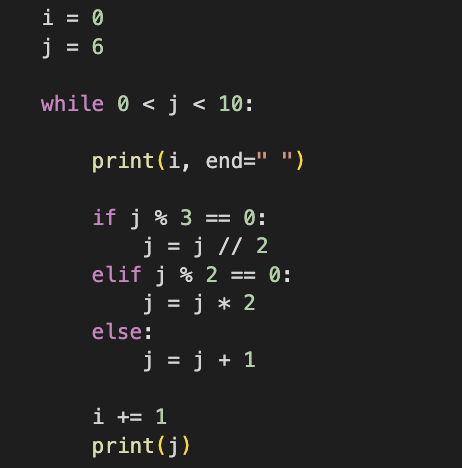 i = 0
j = 6
while 0 < j < 10:
    print(i, end=" ")
    if j % 3 == 0:
        j = j // 2
    elif j % 2 == 0:
        j = j * 2
    else:
        j = j + 1
    i += 1
    print(j)